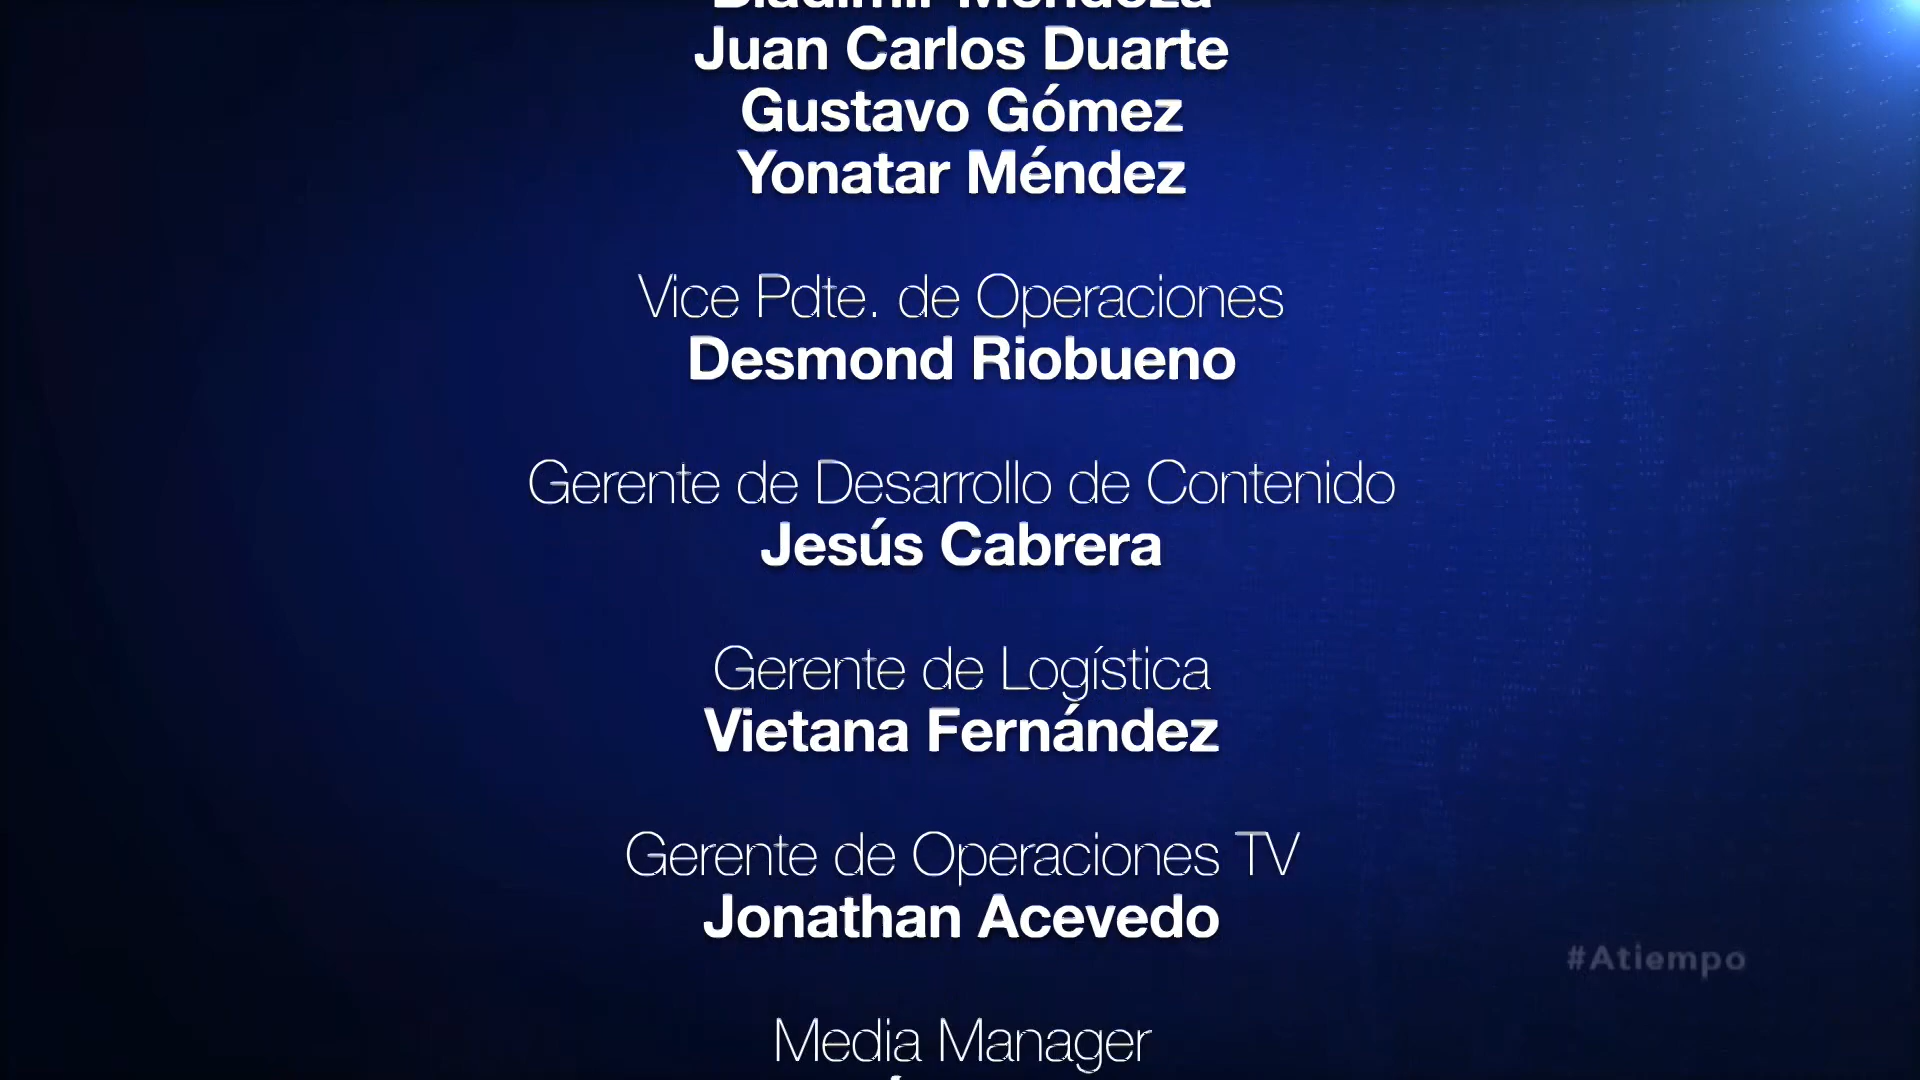 Juan Carlos Duarte
Gustavo Gómez
Yonatar Méndez
Vice Pdte. de Operaciones
Desmond Riobueno
Gerente de Desarrollo de Contenido
Jesús Cabrera
Gerente de Logística
Vietana Fernández
Gerente de Operaciones TV
Jonathan Acevedo
#Atiempo
Media Manager